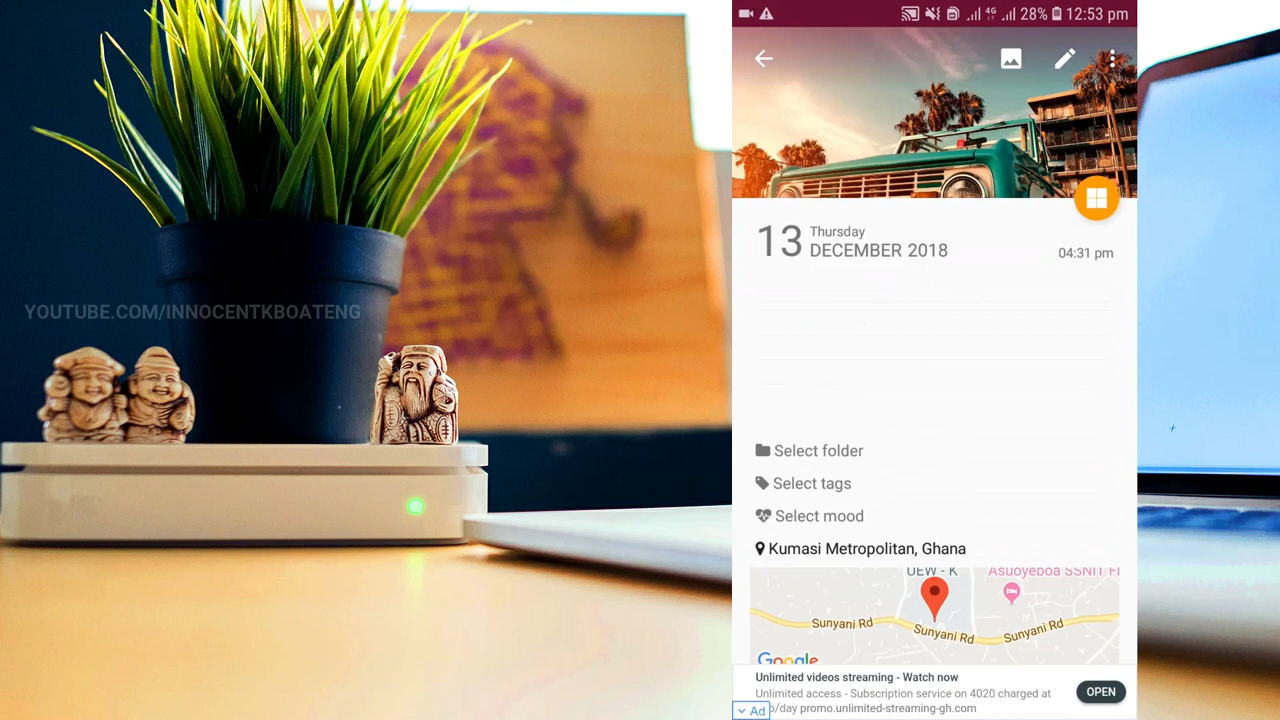 YOUTUBE.COM/INNOCENTKBOATENG
4G 28% 12:53 pm
13 Thursday
DECEMBER 2018
04:31 pm
Select folder
Select tags
Select mood
Kumasi Metropolitan, Ghana
UEW - K
Asuoyeboa SSNIT Fl
Sunyani Rd
Sunyani Rd
Sunyani Rd
Google
Unlimited videos streaming - Watch now
Unlimited access - Subscription service on 4020 charged at
/day promo.unlimited-streaming-gh.com
OPEN
Ad